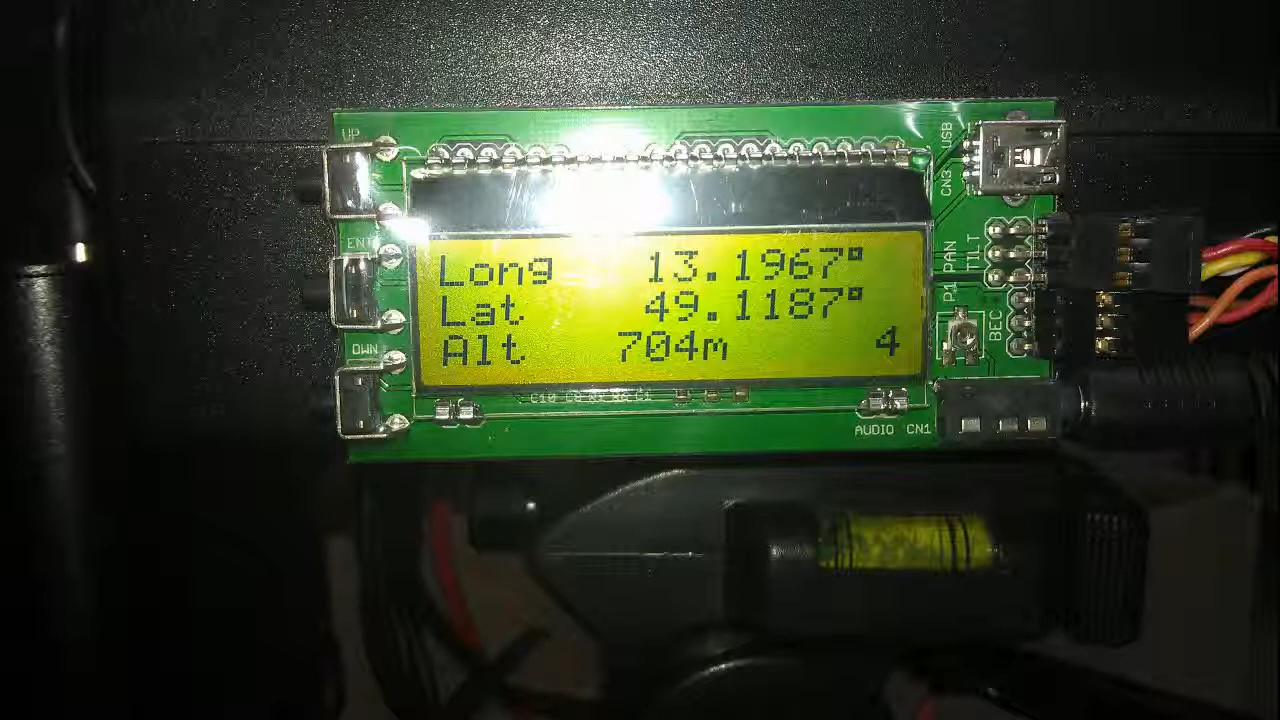 UP
ENT
DWN
Long 13.1967°
Lat 49.1187°
Alt 704m 4
CN3 USB
PAN
TILT
P1
BEC
AUDIO CN1